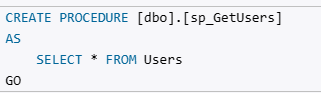 CREATE PROCEDURE [dbo].[sp_GetUsers]
AS
    SELECT * FROM Users
GO